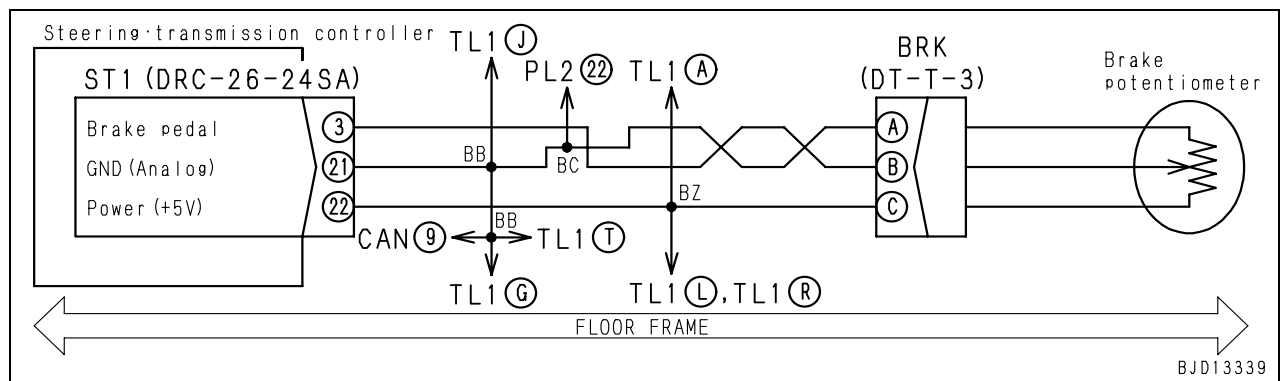 Steering·transmission controller
TL1 Ⓙ
BRK
(DT-T-3)
Brake
potentiometer
ST1 (DRC-26-24SA)
PL2 ㉒
TL1 Ⓐ
Brake pedal
③
Ⓐ
GND (Analog)
㉑
BB
BC
Ⓑ
Power (+5V)
㉒
BZ
Ⓒ
BB
CAN ⑨
TL1 Ⓣ
TL1 Ⓖ
TL1 Ⓛ, TL1 Ⓡ
FLOOR FRAME
BJD13339